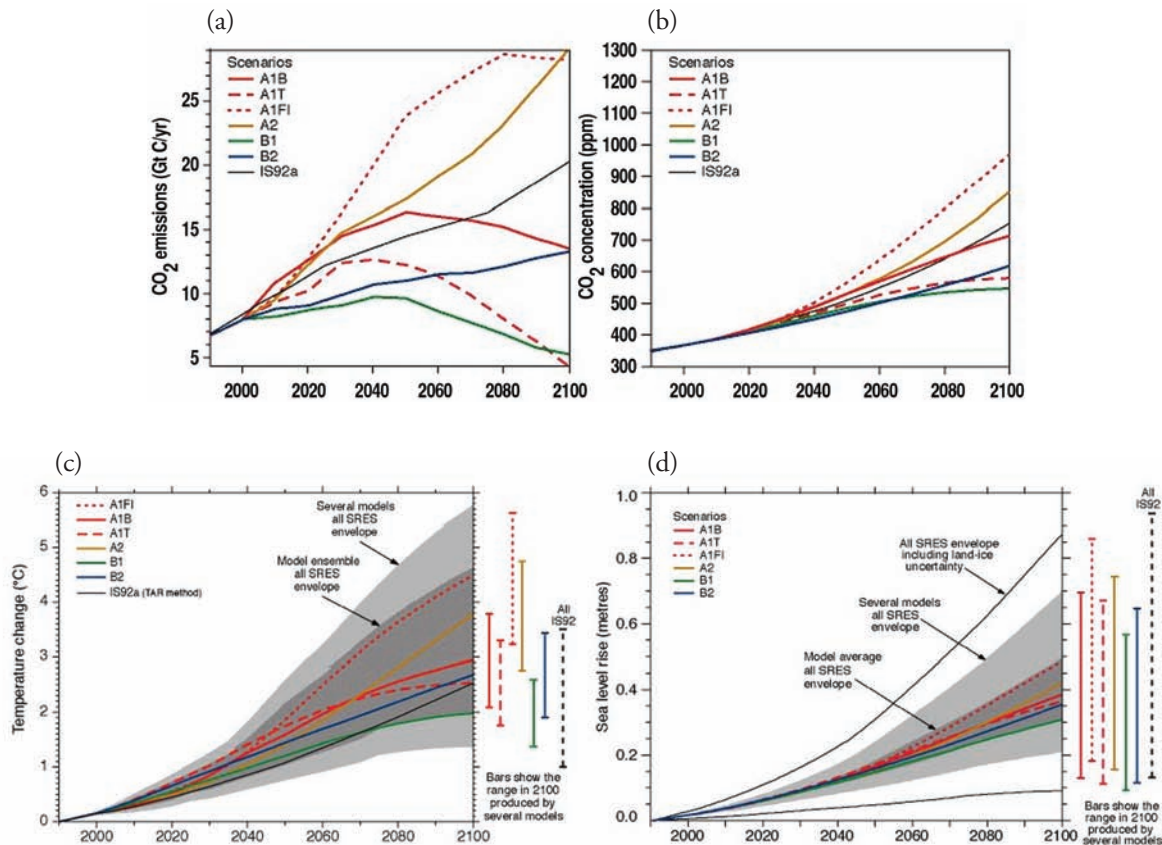 (a)
CO2 emissions (Gt C/yr)
Scenarios
A1B
A1T
A1FI
A2
B1
B2
IS92a
25
20
15
10
5
2000 2020 2040 2060 2080 2100
(b)
CO2 concentration (ppm)
Scenarios
A1B
A1T
A1FI
A2
B1
B2
IS92a
1300
1200
1100
1000
900
800
700
600
500
400
300
2000 2020 2040 2060 2080 2100
(c)
Temperature change (°C)
A1FI
A1B
A1T
A2
B1
B2
IS92a (TAR method)
Several models
all SRES
envelope
Model ensemble
all SRES
envelope
6
5
4
3
2
1
0
2000 2020 2040 2060 2080 2100
All
IS92
Bars show the
range in 2100
produced by
several models
(d)
Sea level rise (metres)
Scenarios
A1B
A1T
A1FI
A2
B1
B2
All SRES envelope
including land-ice
uncertainty
Several models
all SRES
envelope
Model average
all SRES
envelope
1.0
0.8
0.6
0.4
0.2
0.0
2000 2020 2040 2060 2080 2100
All
IS92
Bars show the
range in 2100
produced by
several models